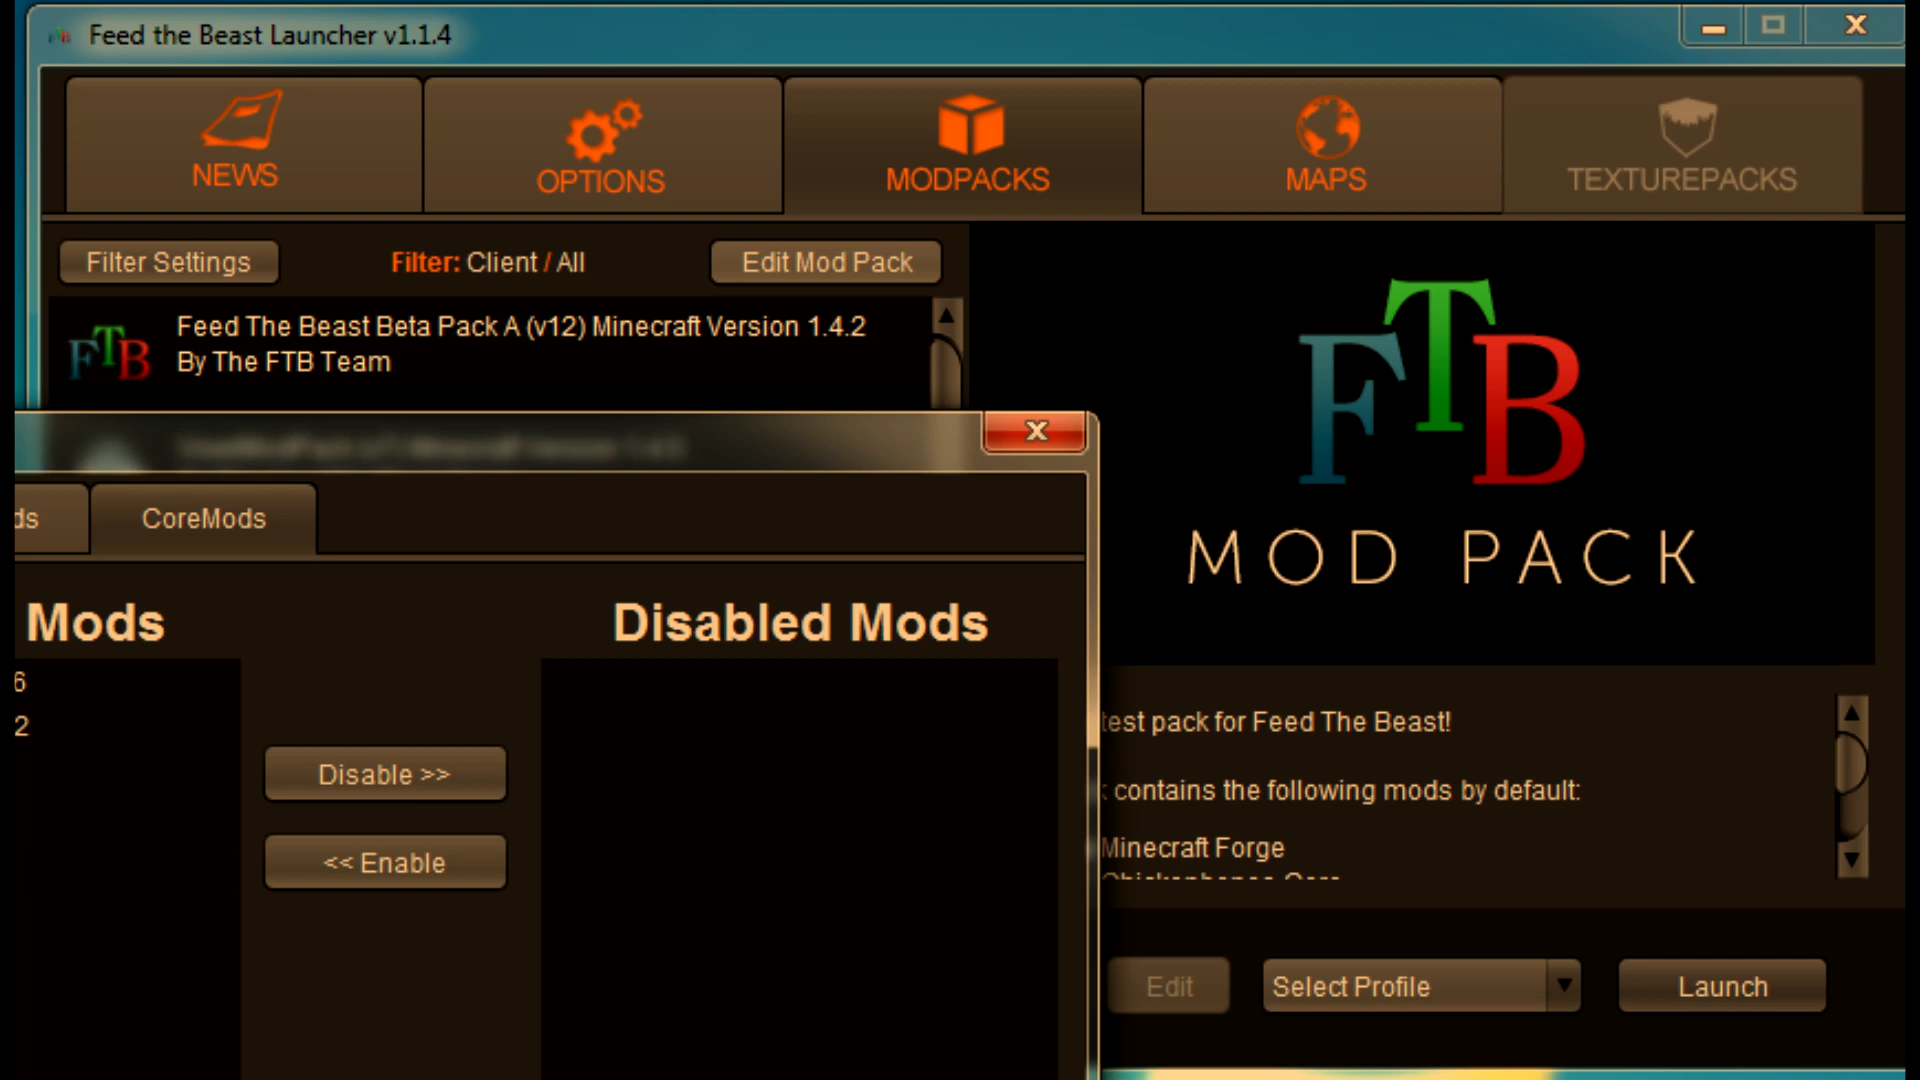 Feed the Beast Launcher v1.1.4
NEWS
OPTIONS
MODPACKS
MAPS
TEXTUREPACKS
Filter Settings
Filter: Client / All
Edit Mod Pack
FTB
Feed The Beast Beta Pack A (v12) Minecraft Version 1.4.2
By The FTB Team
FTB
MOD PACK
ds
CoreMods
Mods
Disabled Mods
6
2
Disable >>
<< Enable
test pack for Feed The Beast!
contains the following mods by default:
Minecraft Forge
Edit
Select Profile
Launch